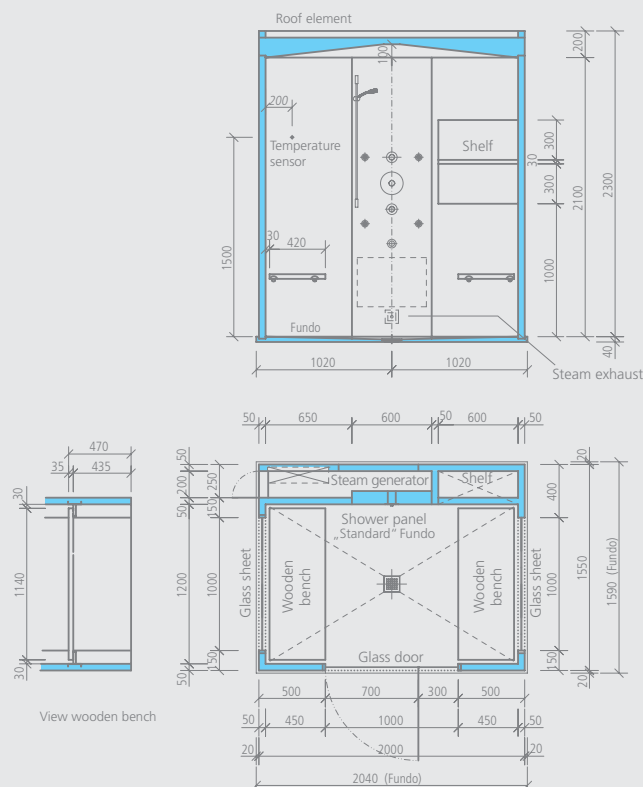 Roof element
200
100
200
Temperature
sensor
Shelf
300
30
300
2100
2300
1500
30
420
1000
Fundo
40
1020
1020
Steam exhaust
50
650
600
50
600
50
470
35
435
50
200
250
20
Steam generator
Shelf
400
30
50
150
Shower panel
„Standard“ Fundo
1140
1200
1000
Glass sheet
Wooden
bench
Wooden
bench
Glass sheet
1000
1550
1590 (Fundo)
Glass door
30
50
150
150
20
500
700
300
500
View wooden bench
50
450
1000
450
50
20
2000
20
2040 (Fundo)